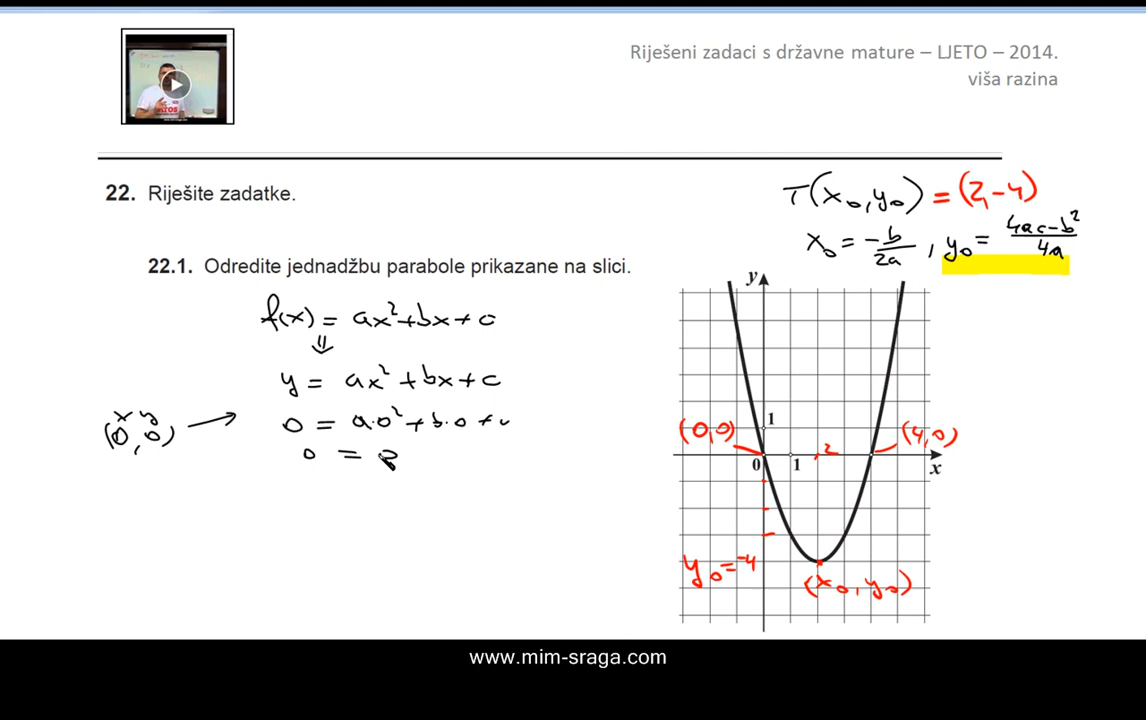 Riješeni zadaci s državne mature – LJETO – 2014.
viša razina
22. Riješite zadatke.
T(x₀,y₀) = (2,-4)
x₀ = -b/2a , y₀ = 4ac-b²/4a
22.1. Odredite jednadžbu parabole prikazane na slici.
f(x) = ax²+bx+c
⇓
y = ax²+bx+c
x y
(0,0) → 0 = a·0²+b·0+c
0 =
y
1
(0,0)
2
(4,0)
0
1
x
y₀=-4
(x₀,y₀)
www.mim-sraga.com